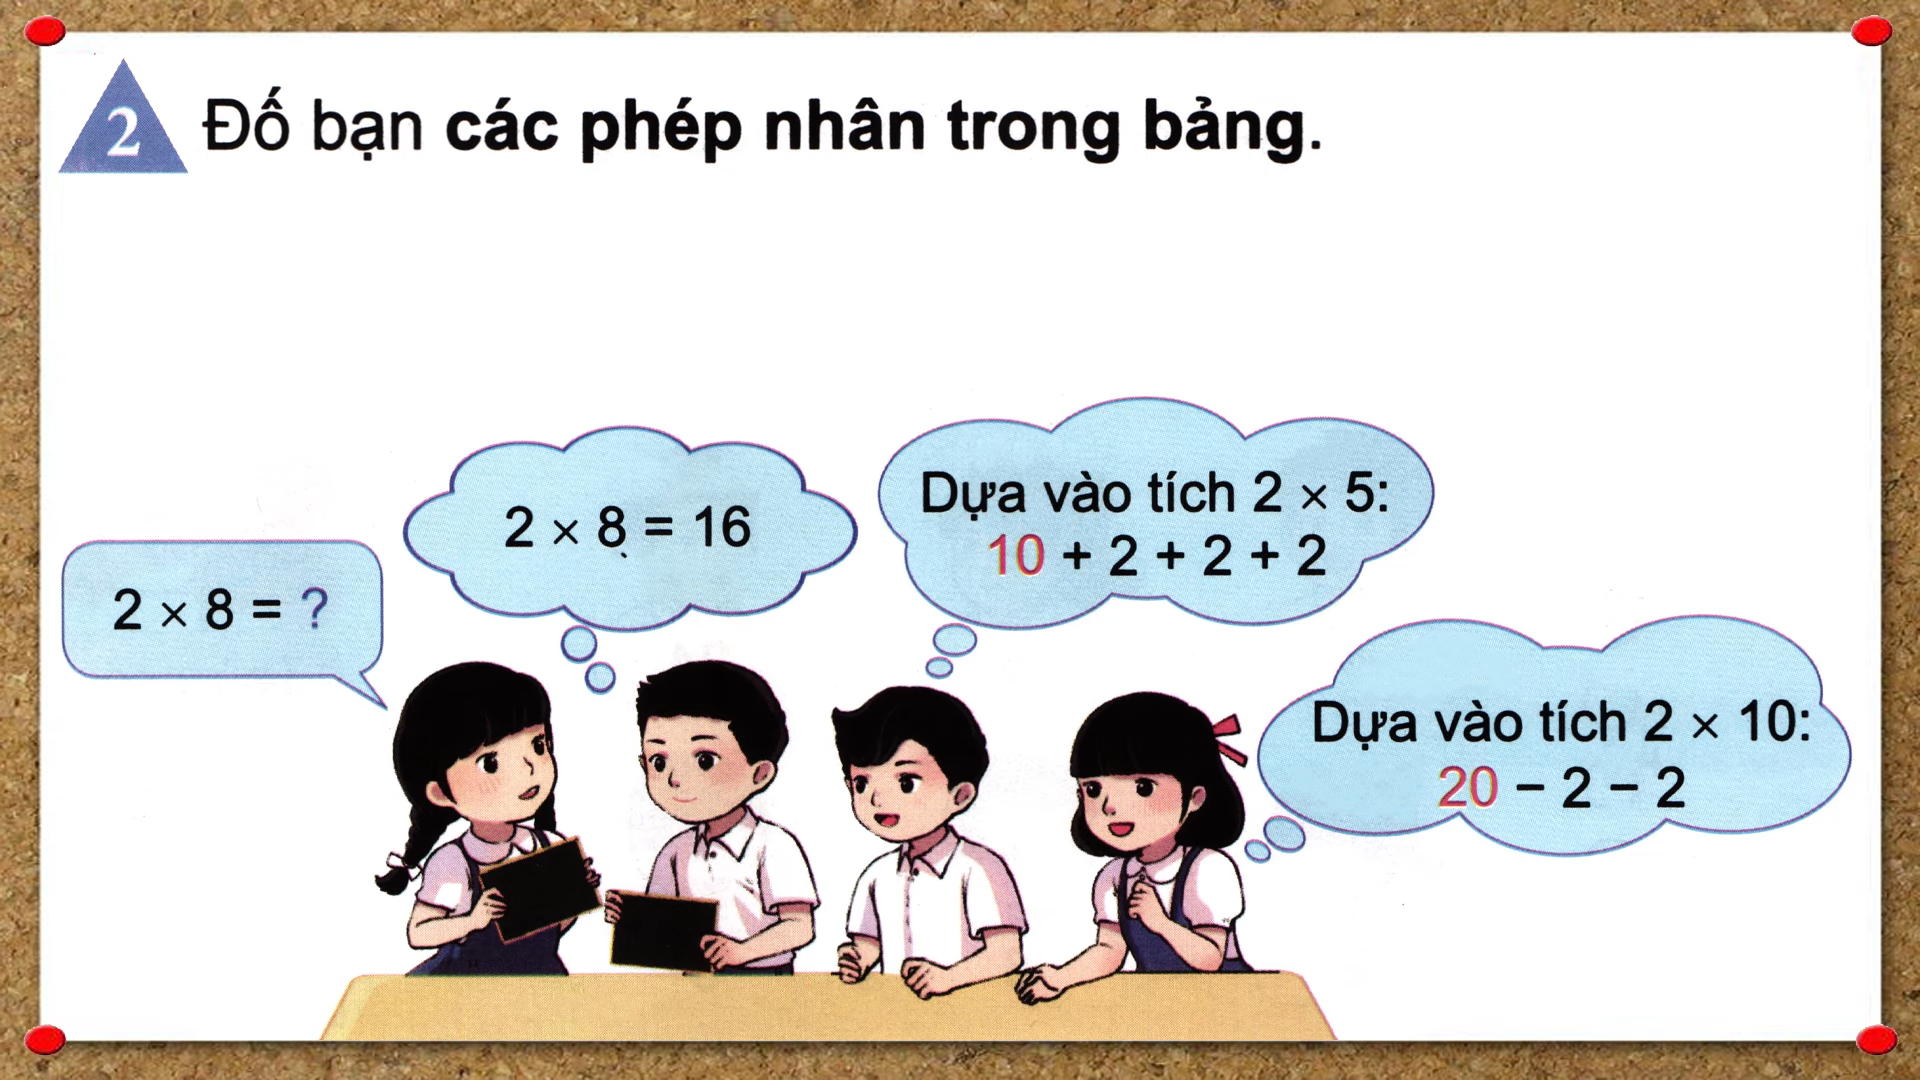 2 Đố bạn các phép nhân trong bảng.
2 × 8 = ?
2 × 8 = 16
Dựa vào tích 2 × 5:
10 + 2 + 2 + 2
Dựa vào tích 2 × 10:
20 – 2 – 2